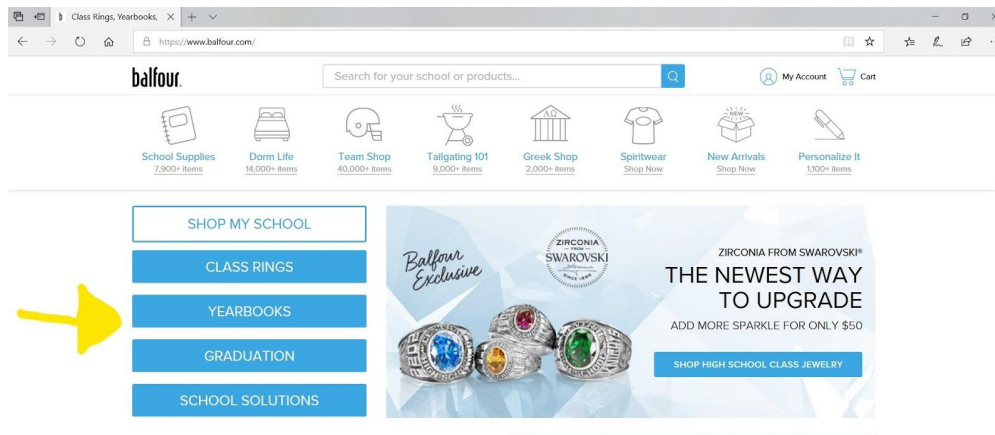 Class Rings, Yearbooks,
https://www.balfour.com/
balfour.
Search for your school or products...
My Account
Cart
School Supplies
7,900+ items
Dorm Life
14,000+ items
Team Shop
40,000+ items
Tailgating 101
9,000+ items
ΑΩ
Greek Shop
2,000+ items
Spiritwear
Shop Now
NEW
New Arrivals
Shop Now
Personalize It
1,100+ items
SHOP MY SCHOOL
CLASS RINGS
YEARBOOKS
GRADUATION
SCHOOL SOLUTIONS
Balfour
Exclusive
ZIRCONIA
FROM
SWAROVSKI
SINCE 1895
ZIRCONIA FROM SWAROVSKI®
THE NEWEST WAY
TO UPGRADE
ADD MORE SPARKLE FOR ONLY $50
SHOP HIGH SCHOOL CLASS JEWELRY